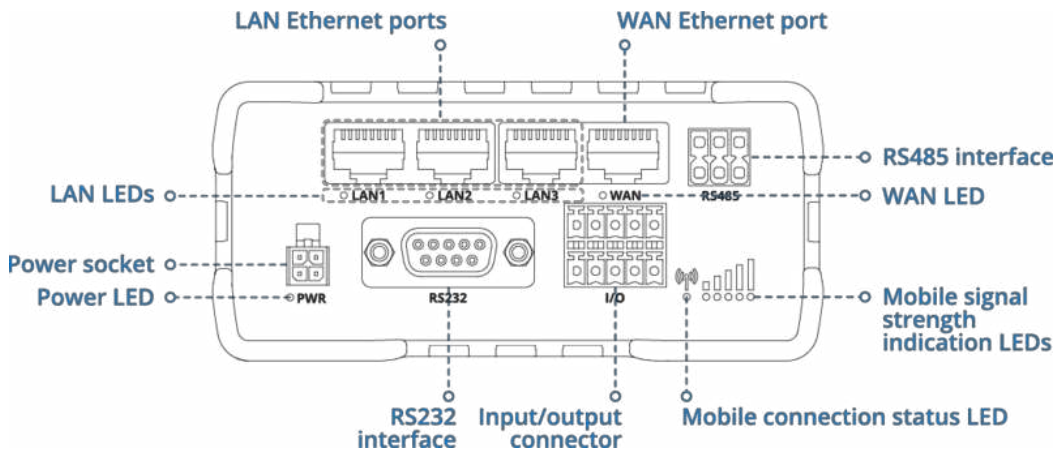 LAN Ethernet ports
WAN Ethernet port
RS485 interface
LAN LEDs
LAN1
LAN2
LAN3
WAN
RS485
WAN LED
Power socket
Power LED
PWR
RS232
I/O
Mobile signal
strength
indication LEDs
RS232
interface
Input/output
connector
Mobile connection status LED